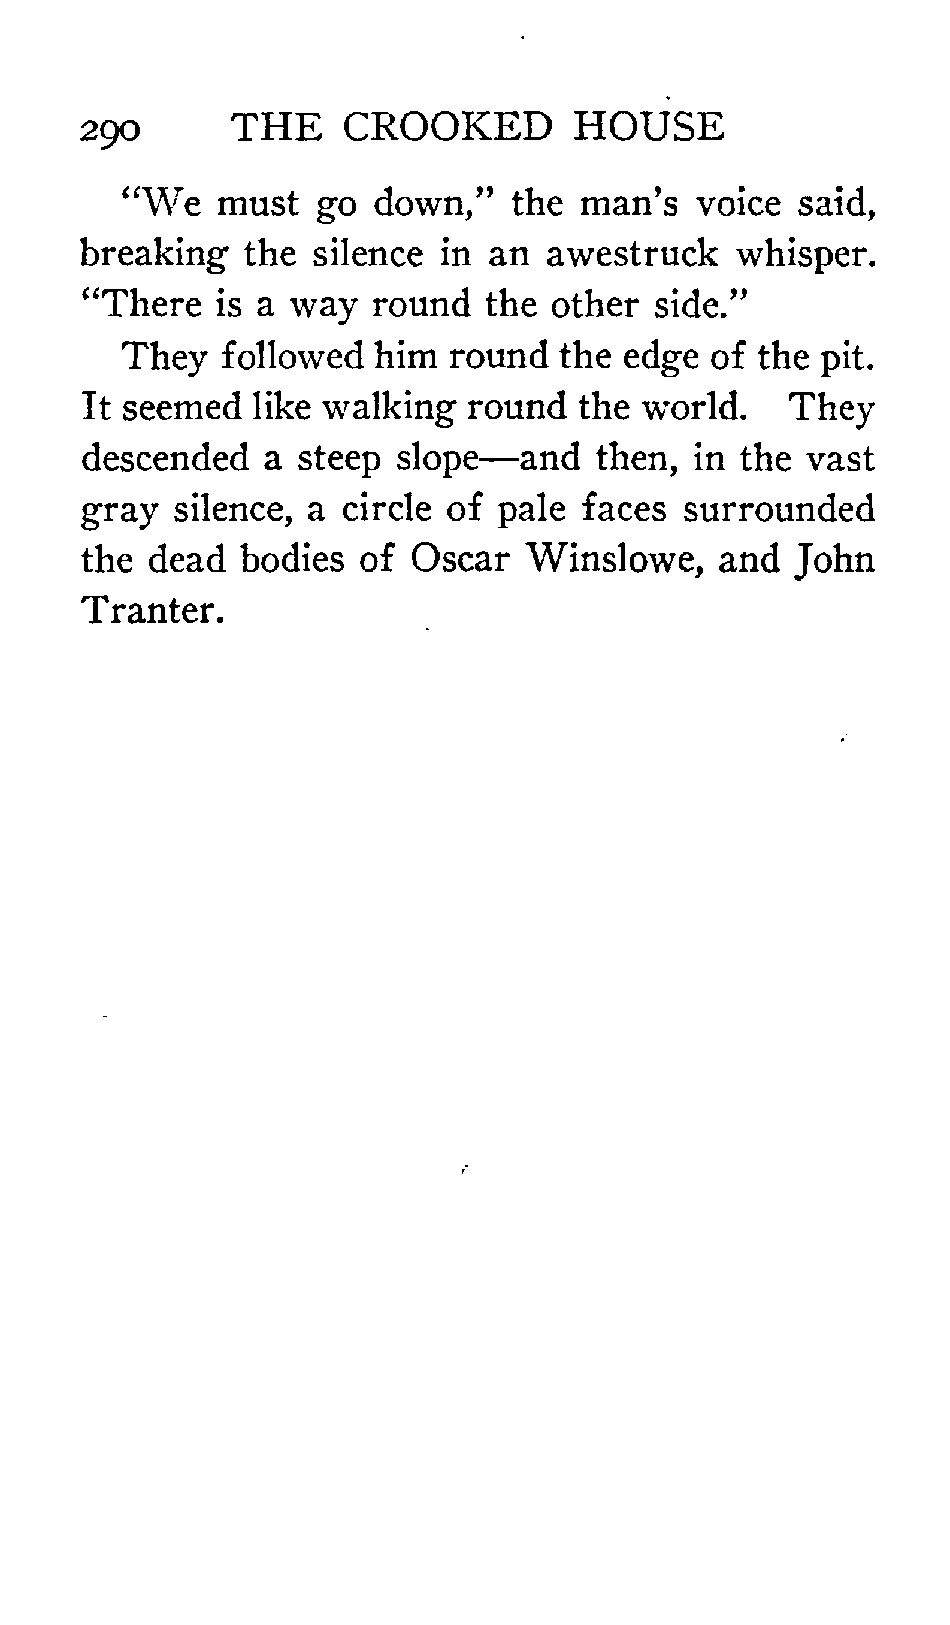 290 THE CROOKED HOUSE
“We must go down,” the man’s voice said,
breaking the silence in an awestruck whisper.
“There is a way round the other side.”
They followed him round the edge of the pit.
It seemed like walking round the world. They
descended a steep slope—and then, in the vast
gray silence, a circle of pale faces surrounded
the dead bodies of Oscar Winslowe, and John
Tranter.